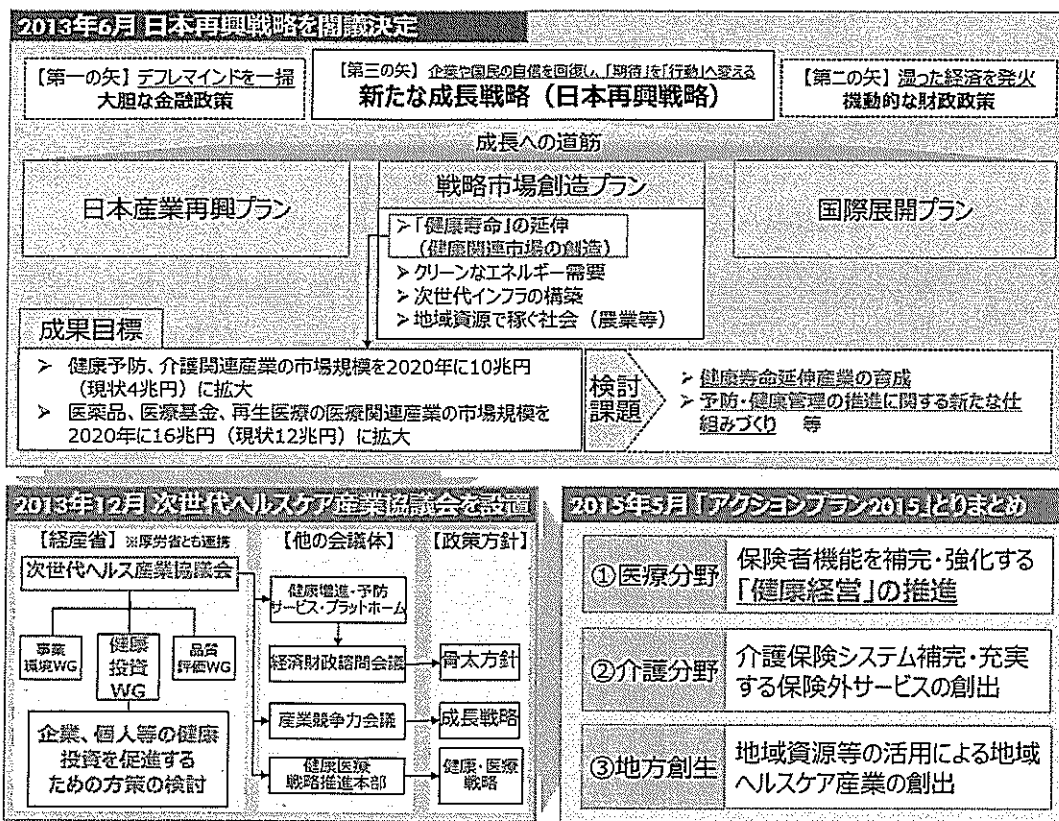 2013年6月 日本再興戦略を閣議決定
【第一の矢】デフレマインドを一掃
大胆な金融政策
【第三の矢】企業や国民の自信を回復し、「期待」を「行動」へ変える
新たな成長戦略（日本再興戦略）
【第二の矢】湿った経済を発火
機動的な財政政策
成長への道筋
日本産業再興プラン
戦略市場創造プラン
➢「健康寿命」の延伸
（健康関連市場の創造）
➢クリーンなエネルギー需要
➢次世代インフラの構築
➢地域資源で稼ぐ社会（農業等）
国際展開プラン
成果目標
➢ 健康予防、介護関連産業の市場規模を2020年に10兆円
（現状4兆円）に拡大
➢ 医薬品、医療基金、再生医療の医療関連産業の市場規模を
2020年に16兆円（現状12兆円）に拡大
検討
課題
➢ 健康寿命延伸産業の育成
➢ 予防・健康管理の推進に関する新たな仕
組みづくり 等
2013年12月 次世代ヘルスケア産業協議会を設置
【経産省】※厚労省とも連携
次世代ヘルス産業協議会
事業
環境WG
健康
投資
WG
品質
評価WG
企業、個人等の健康
投資を促進する
ための方策の検討
【他の会議体】
健康増進・予防
サービス・プラットホーム
経済財政諮問会議
産業競争力会議
健康医療
戦略推進本部
【政策方針】
骨太方針
成長戦略
健康・医療
戦略
2015年5月「アクションプラン2015」とりまとめ
①医療分野
保険者機能を補完・強化する
「健康経営」の推進
②介護分野
介護保険システム補完・充実
する保険外サービスの創出
③地方創生
地域資源等の活用による地域
ヘルスケア産業の創出